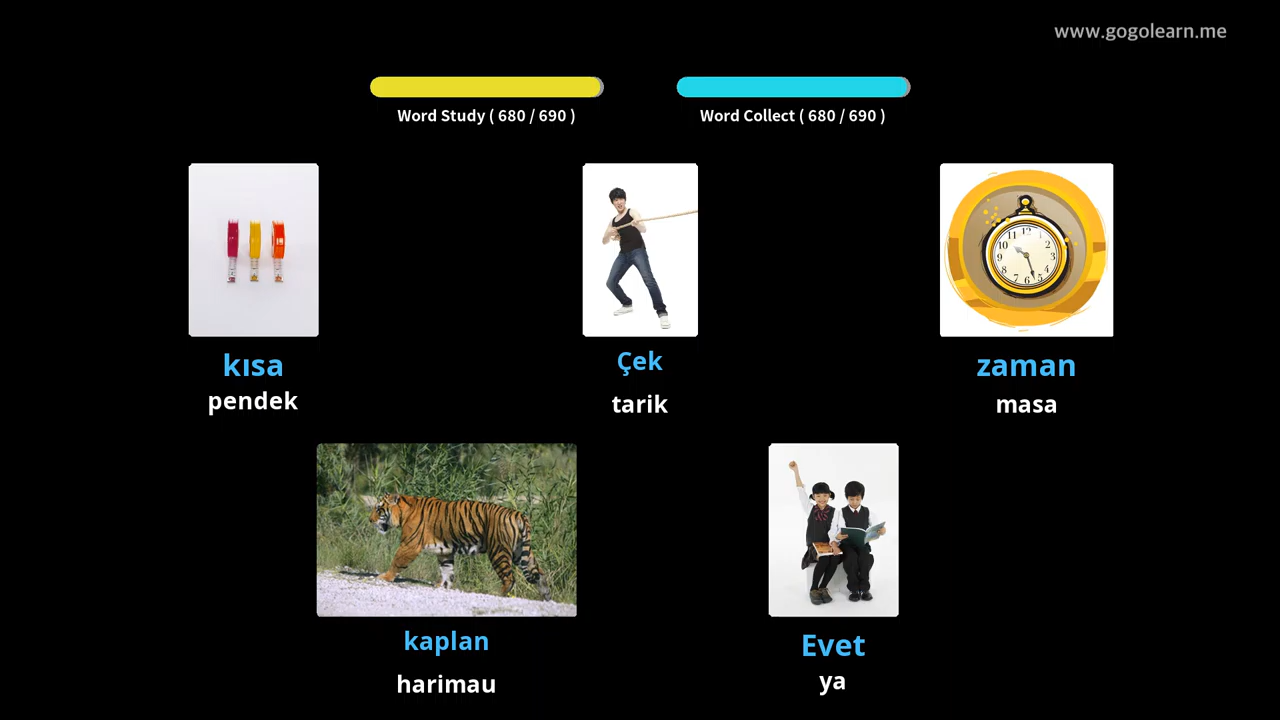 www.gogolearn.me
Word Study ( 680 / 690 )
Word Collect ( 680 / 690 )
kısa
pendek
Çek
tarik
zaman
masa
kaplan
harimau
Evet
ya